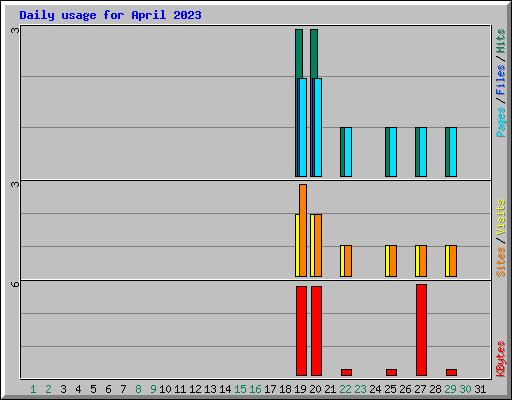 Daily usage for April 2023
3
Pages / Files / Hits
3
Sites / Visits
6
KBytes
1 2 3 4 5 6 7 8 9 10 11 12 13 14 15 16 17 18 19 20 21 22 23 24 25 26 27 28 29 30 31